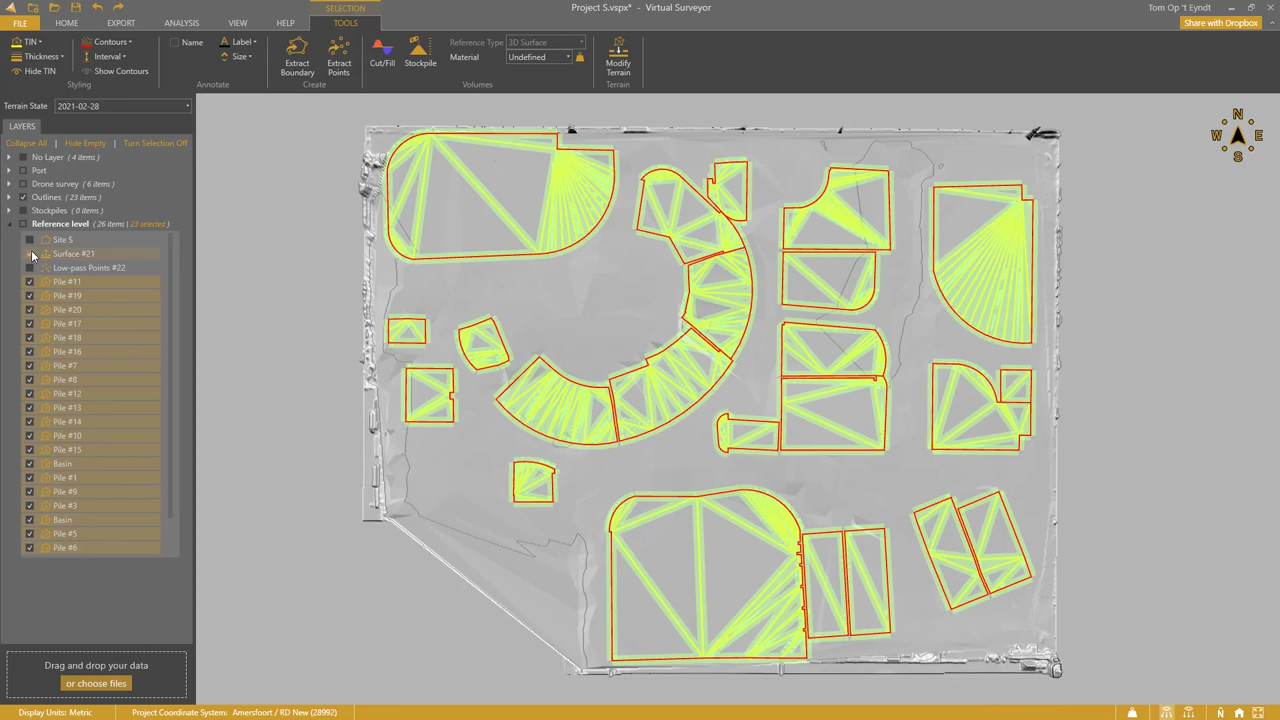 Project S.vspx* - Virtual Surveyor
Tom Op 't Eyndt
SELECTION
FILE HOME EXPORT ANALYSIS VIEW HELP TOOLS
Share with Dropbox
TIN
Thickness
Hide TIN
Contours
Interval
Show Contours
Styling
Name
Label
Size
Annotate
Extract Boundary
Extract Points
Create
Cut/Fill
Stockpile
Reference Type 3D Surface
Material Undefined
Volumes
Modify Terrain
Terrain
Terrain State 2021-02-28
LAYERS
Collapse All Hide Empty Turn Selection Off
No Layer ( 4 items )
Port
Drone survey ( 6 items )
Outlines ( 23 items )
Stockpiles ( 0 items )
Reference level ( 26 items | 23 selected )
Site S
Surface #21
Low-pass Points #22
Pile #11
Pile #19
Pile #20
Pile #17
Pile #18
Pile #16
Pile #7
Pile #8
Pile #12
Pile #13
Pile #14
Pile #10
Pile #15
Basin
Pile #1
Pile #9
Pile #3
Basin
Pile #5
Pile #6
N
W E
S
Drag and drop your data
or choose files
Display Units: Metric
Project Coordinate System: Amersfoort / RD New (28992)
N